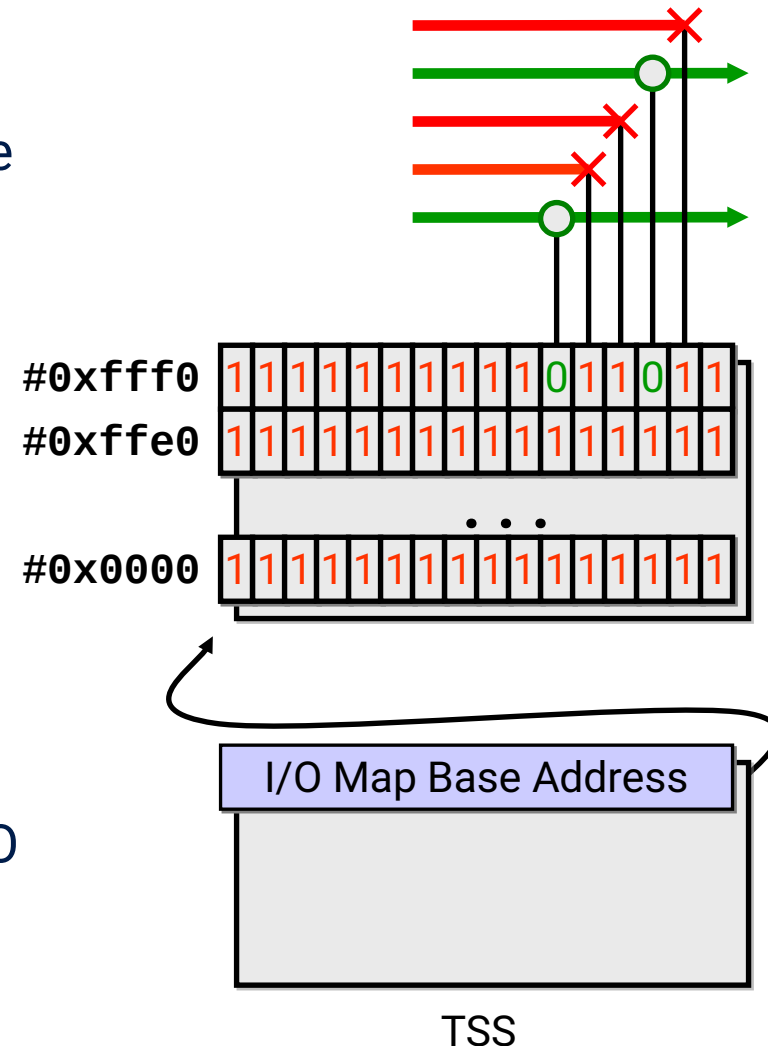 e
#0xfff0 1 1 1 1 1 1 1 1 1 1 0 1 1 0 1 1
#0xffe0 1 1 1 1 1 1 1 1 1 1 1 1 1 1 1 1
. . .
#0x0000 1 1 1 1 1 1 1 1 1 1 1 1 1 1 1 1
I/O Map Base Address
O
TSS